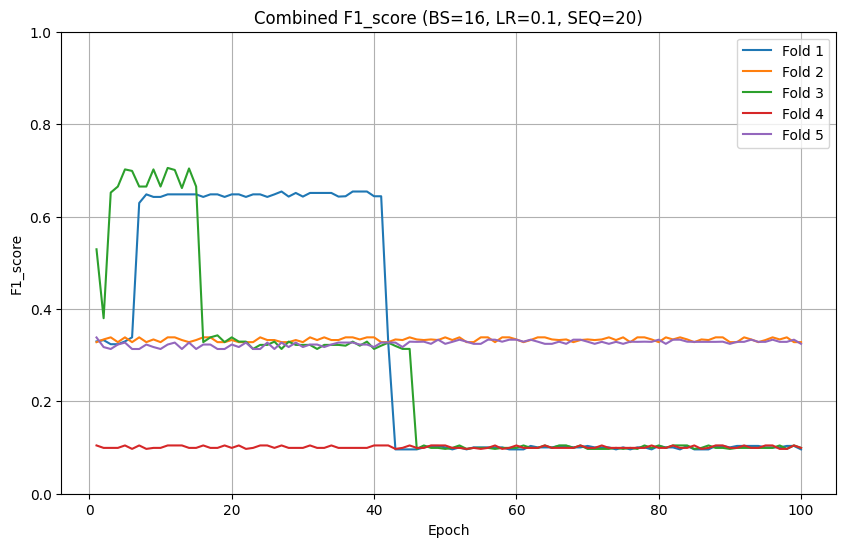 Combined F1_score (BS=16, LR=0.1, SEQ=20)
Fold 1
Fold 2
Fold 3
Fold 4
Fold 5
1.0
0.8
0.6
0.4
0.2
0.0
F1_score
0
20
40
60
80
100
Epoch